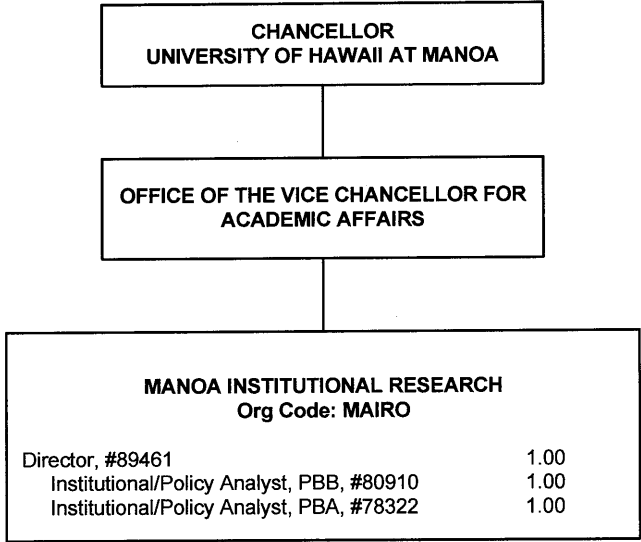 CHANCELLOR
UNIVERSITY OF HAWAII AT MANOA
OFFICE OF THE VICE CHANCELLOR FOR
ACADEMIC AFFAIRS
MANOA INSTITUTIONAL RESEARCH
Org Code: MAIRO
Director, #89461 1.00
Institutional/Policy Analyst, PBB, #80910 1.00
Institutional/Policy Analyst, PBA, #78322 1.00